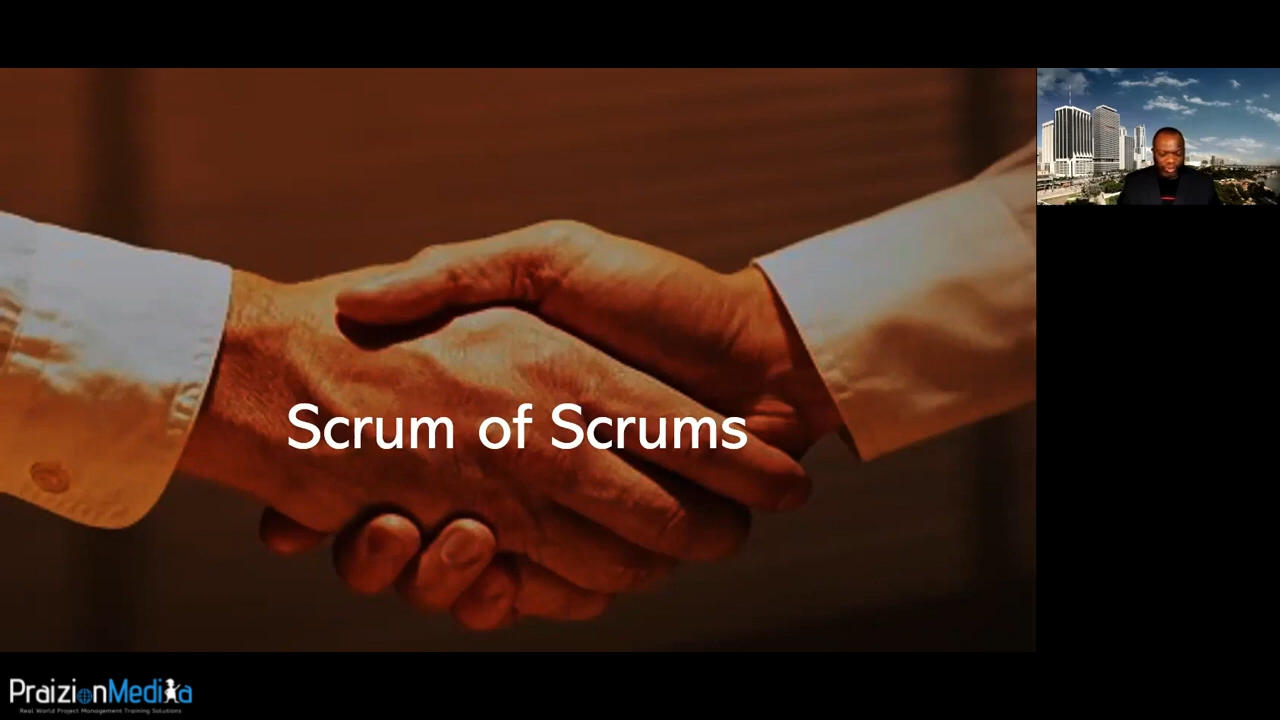 Scrum of Scrums
PraizionMedia
Real World Project Management Training Solutions